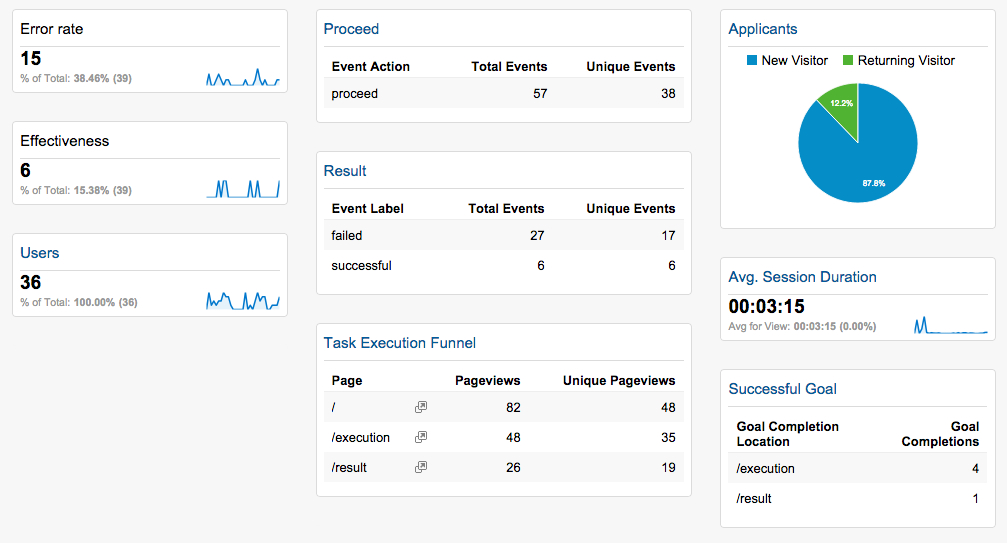 Error rate
15
% of Total: 38.46% (39)
Effectiveness
6
% of Total: 15.38% (39)
Users
36
% of Total: 100.00% (36)
Proceed
Event Action Total Events Unique Events
proceed 57 38
Result
Event Label Total Events Unique Events
failed 27 17
successful 6 6
Task Execution Funnel
Page Pageviews Unique Pageviews
/ 82 48
/execution 48 35
/result 26 19
Applicants
New Visitor Returning Visitor
12.2%
87.8%
Avg. Session Duration
00:03:15
Avg for View: 00:03:15 (0.00%)
Successful Goal
Goal Completion Goal
Location Completions
/execution 4
/result 1